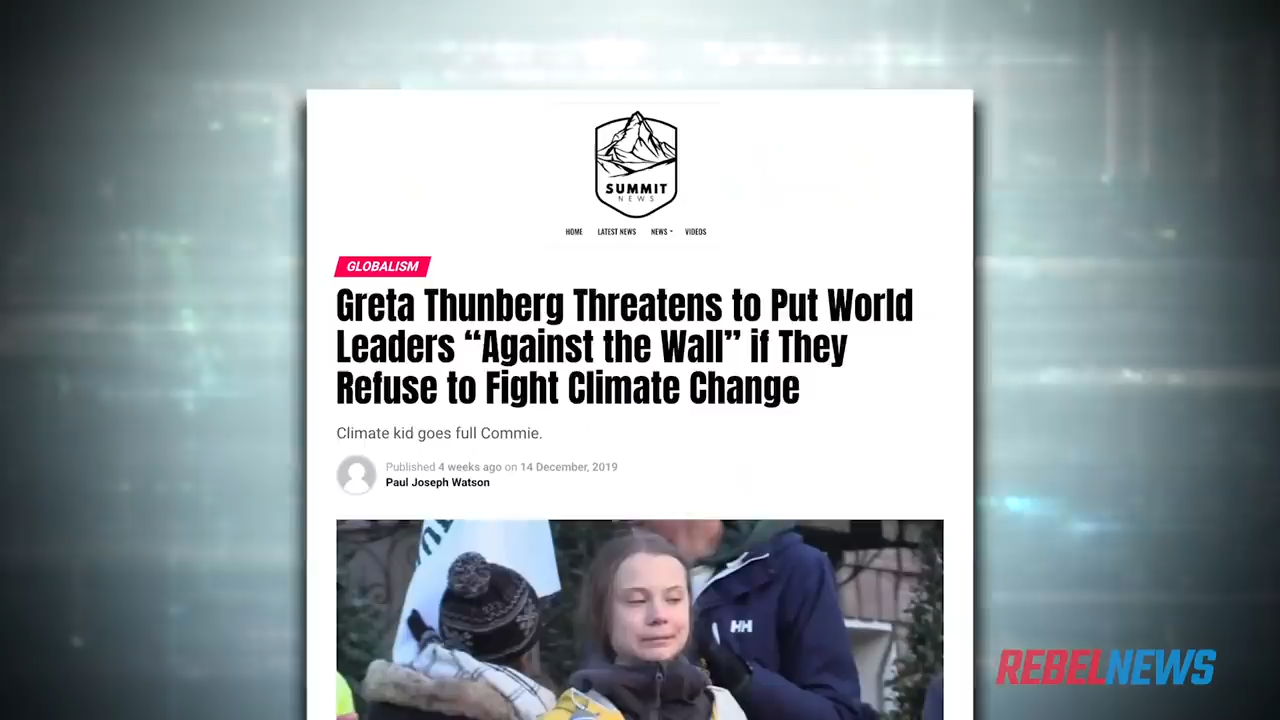 SUMMIT
NEWS
HOME LATEST NEWS NEWS VIDEOS
GLOBALISM
Greta Thunberg Threatens to Put World
Leaders “Against the Wall” if They
Refuse to Fight Climate Change
Climate kid goes full Commie.
Published 4 weeks ago on 14 December, 2019
Paul Joseph Watson
HH
REBELNEWS